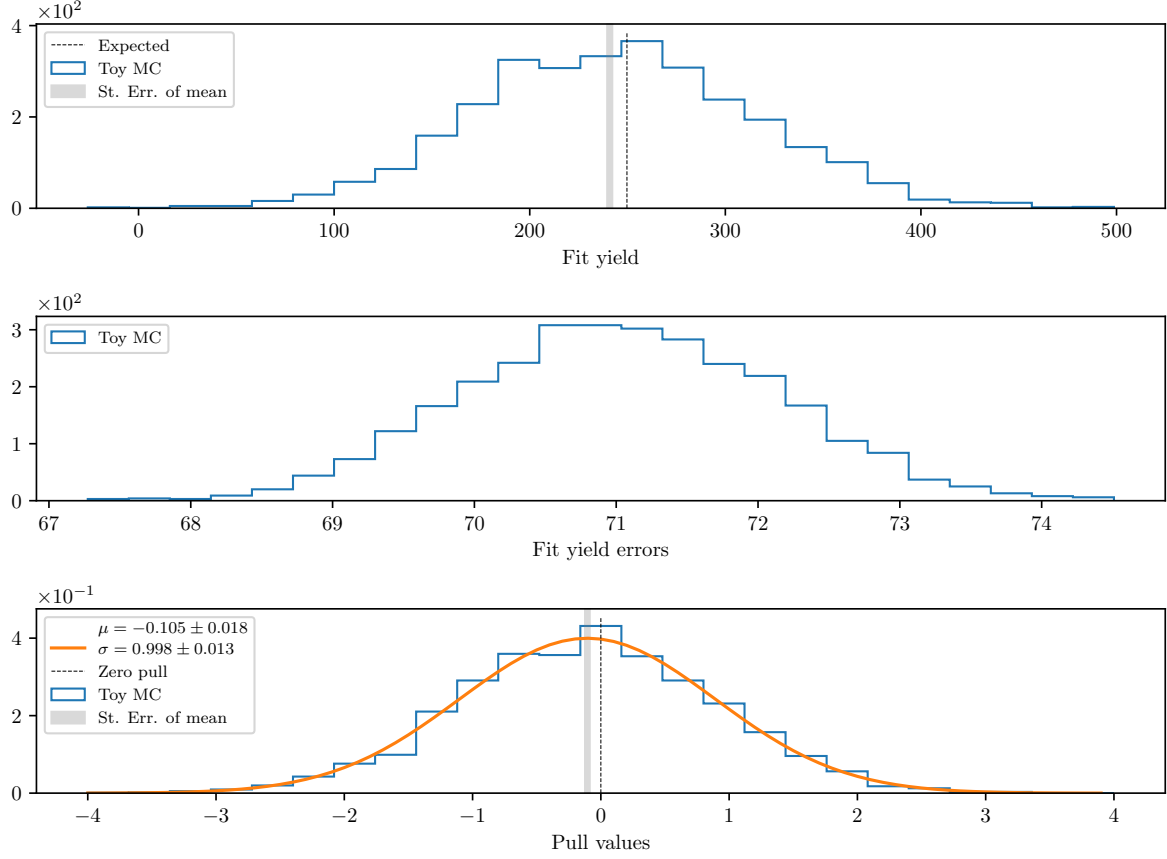 ×10²
4
2
0
Expected
Toy MC
St. Err. of mean
0 100 200 300 400 500
Fit yield
×10²
3
2
1
0
Toy MC
67 68 69 70 71 72 73 74
Fit yield errors
×10⁻¹
4
2
0
μ = −0.105 ± 0.018
σ = 0.998 ± 0.013
Zero pull
Toy MC
St. Err. of mean
−4 −3 −2 −1 0 1 2 3 4
Pull values